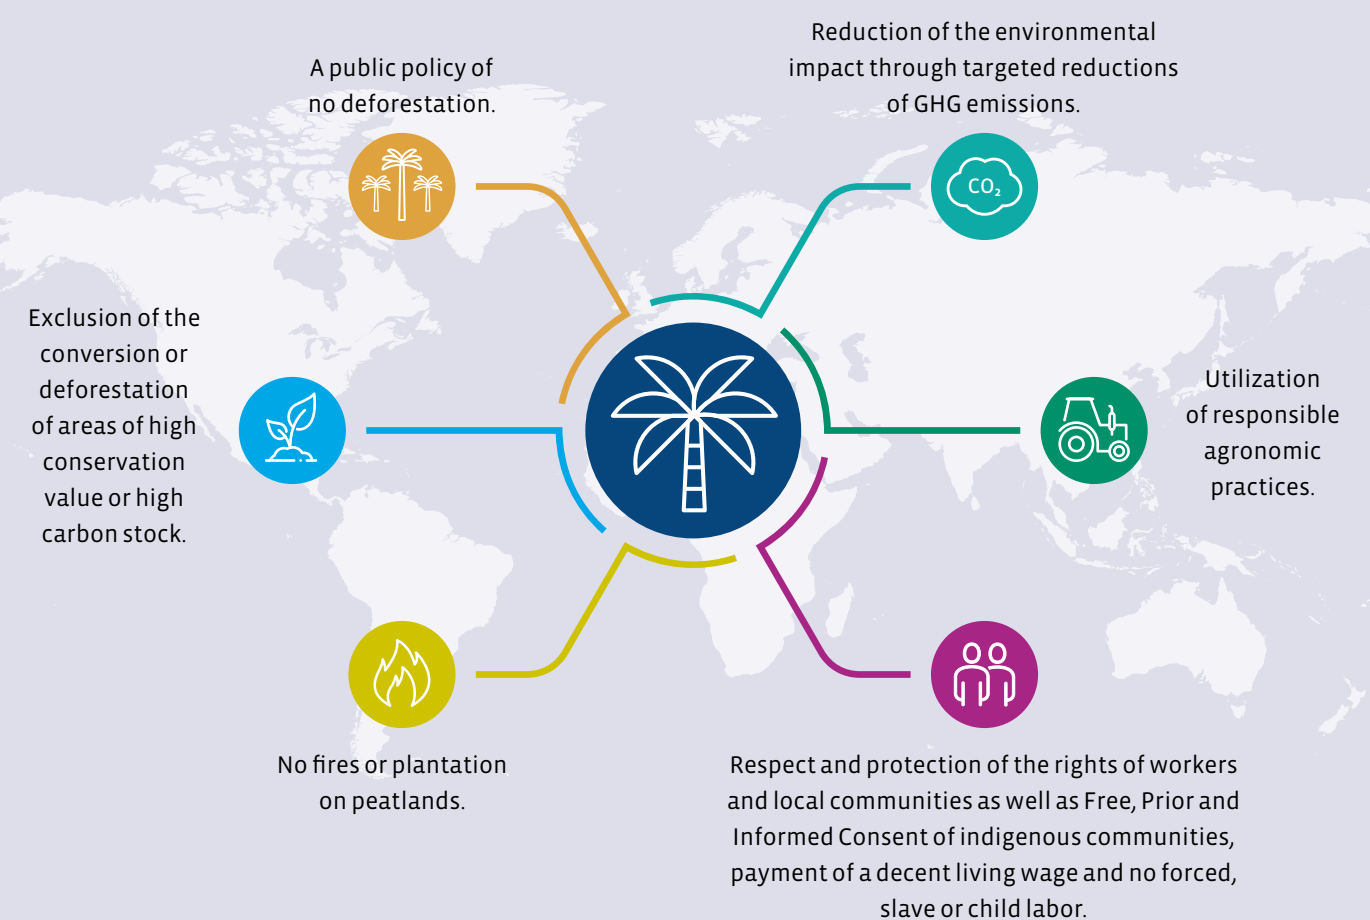 A public policy of
no deforestation.
Reduction of the environmental
impact through targeted reductions
of GHG emissions.
CO₂
Exclusion of the
conversion or
deforestation
of areas of high
conservation
value or high
carbon stock.
Utilization
of responsible
agronomic
practices.
No fires or plantation
on peatlands.
Respect and protection of the rights of workers
and local communities as well as Free, Prior and
Informed Consent of indigenous communities,
payment of a decent living wage and no forced,
slave or child labor.